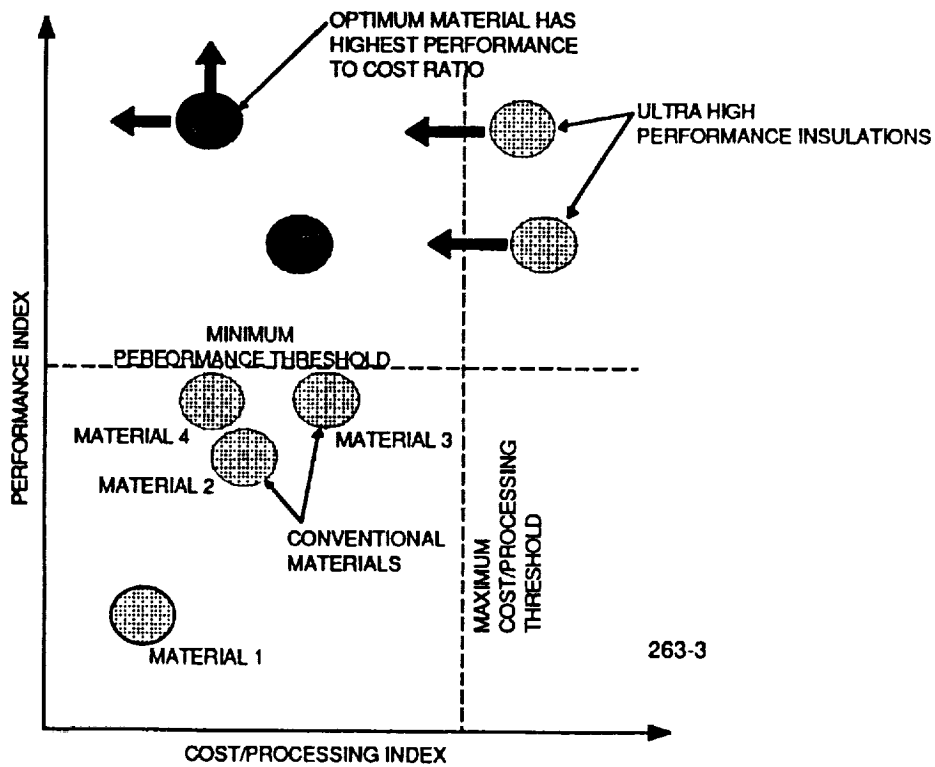 OPTIMUM MATERIAL HAS
HIGHEST PERFORMANCE
TO COST RATIO
ULTRA HIGH
PERFORMANCE INSULATIONS
MINIMUM
PERFORMANCE THRESHOLD
PERFORMANCE INDEX
MATERIAL 4
MATERIAL 3
MATERIAL 2
CONVENTIONAL
MATERIALS
MAXIMUM
COST/PROCESSING
THRESHOLD
MATERIAL 1
263-3
COST/PROCESSING INDEX